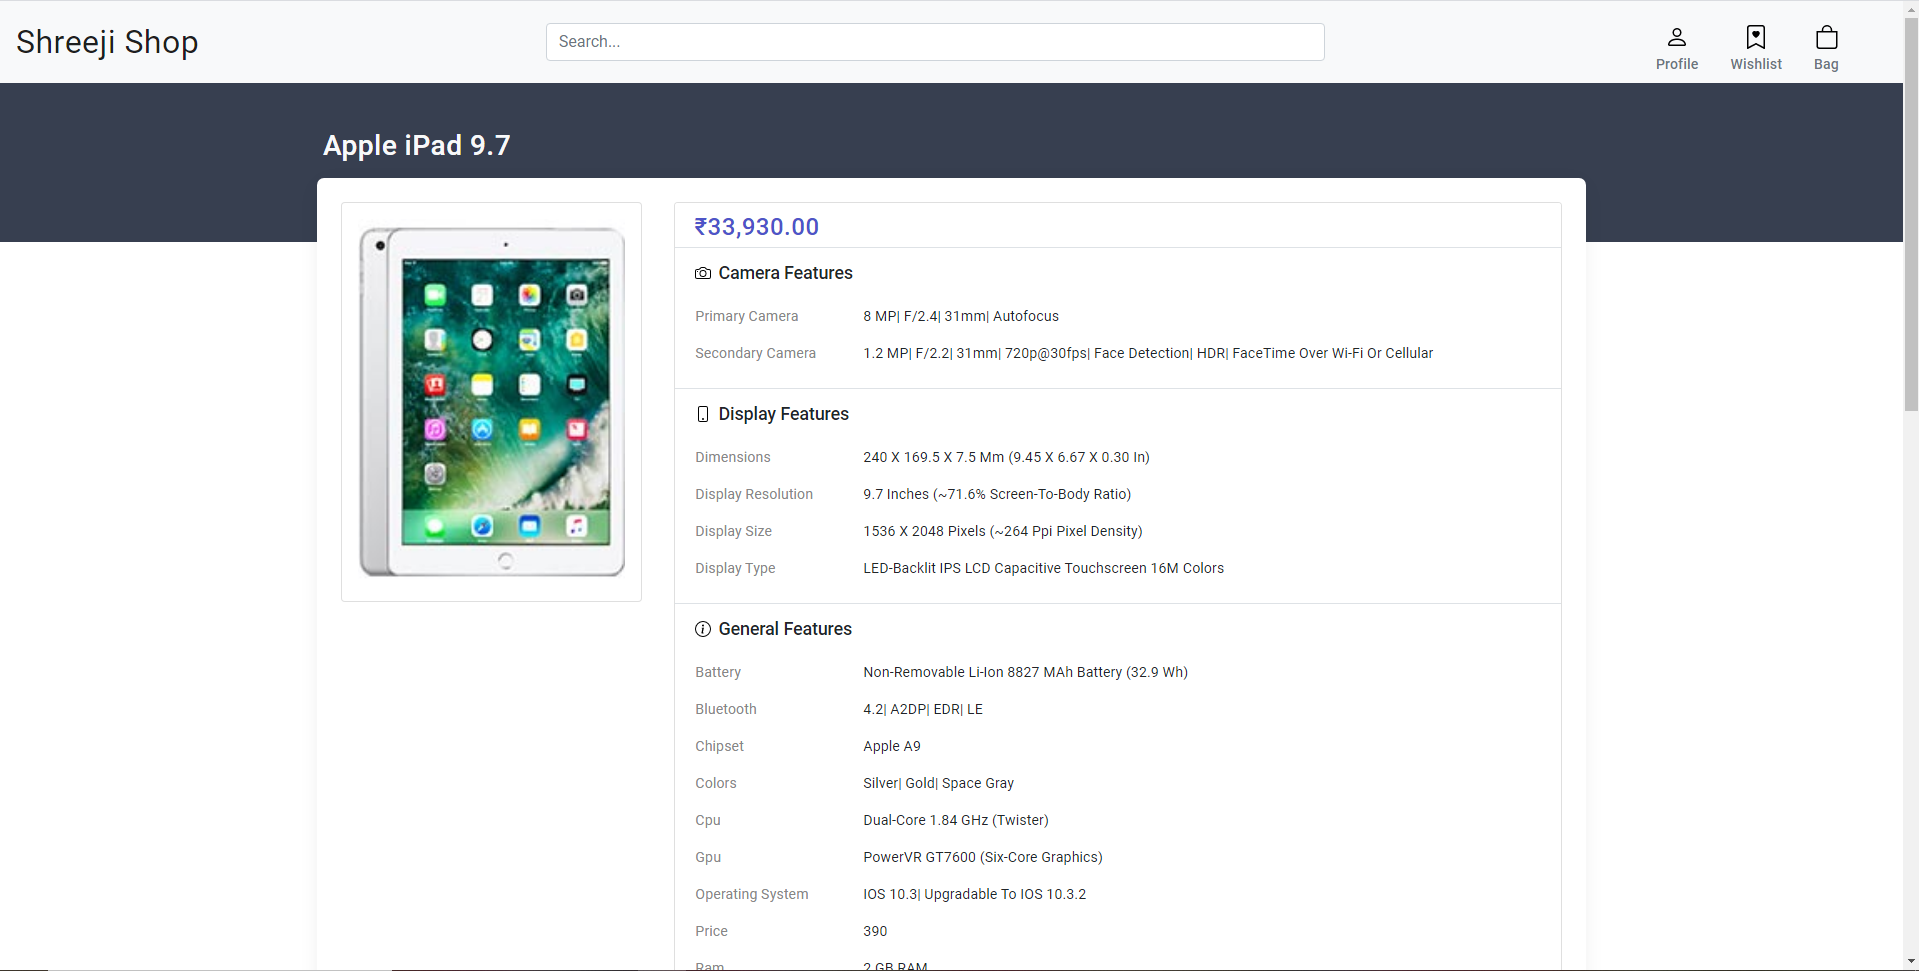 Shreeji Shop
Search...
Profile
Wishlist
Bag
Apple iPad 9.7
₹33,930.00
Camera Features
Primary Camera 8 MP| F/2.4| 31mm| Autofocus
Secondary Camera 1.2 MP| F/2.2| 31mm| 720p@30fps| Face Detection| HDR| FaceTime Over Wi-Fi Or Cellular
Display Features
Dimensions 240 X 169.5 X 7.5 Mm (9.45 X 6.67 X 0.30 In)
Display Resolution 9.7 Inches (~71.6% Screen-To-Body Ratio)
Display Size 1536 X 2048 Pixels (~264 Ppi Pixel Density)
Display Type LED-Backlit IPS LCD Capacitive Touchscreen 16M Colors
General Features
Battery Non-Removable Li-Ion 8827 MAh Battery (32.9 Wh)
Bluetooth 4.2| A2DP| EDR| LE
Chipset Apple A9
Colors Silver| Gold| Space Gray
Cpu Dual-Core 1.84 GHz (Twister)
Gpu PowerVR GT7600 (Six-Core Graphics)
Operating System IOS 10.3| Upgradable To IOS 10.3.2
Price 390
Ram 2 GB RAM